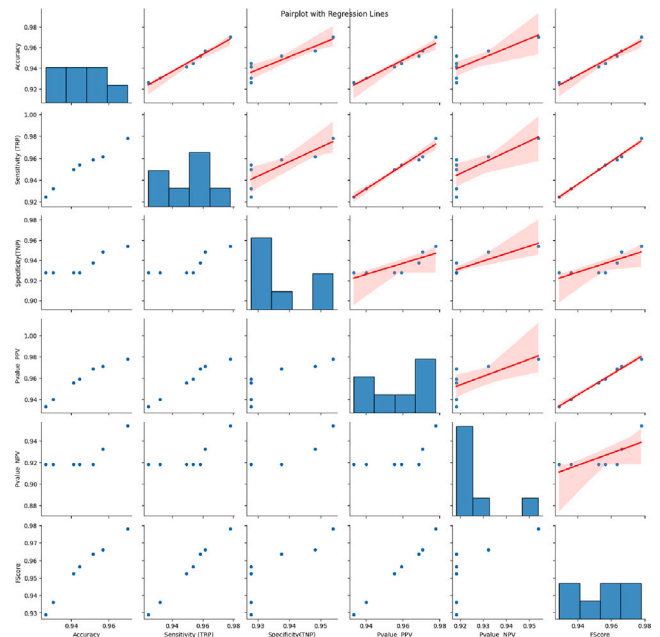 Pairplot with Regression Lines
Accuracy
0.98
0.96
0.94
0.92
Sensitivity (TRP)
1.00
0.98
0.96
0.94
0.92
Specificity(TNP)
0.96
0.94
0.92
0.90
Pvalue PPV
1.00
0.98
0.96
0.94
Pvalue NPV
0.94
0.92
0.90
0.88
FScore
0.98
0.97
0.96
0.95
0.94
0.93
0.94 0.96
0.94 0.96 0.98
0.93 0.94 0.95
0.94 0.96 0.98
0.92 0.93 0.94 0.95
0.94 0.96 0.98
Accuracy Sensitivity (TRP) Specificity(TNP) Pvalue PPV Pvalue NPV FScore